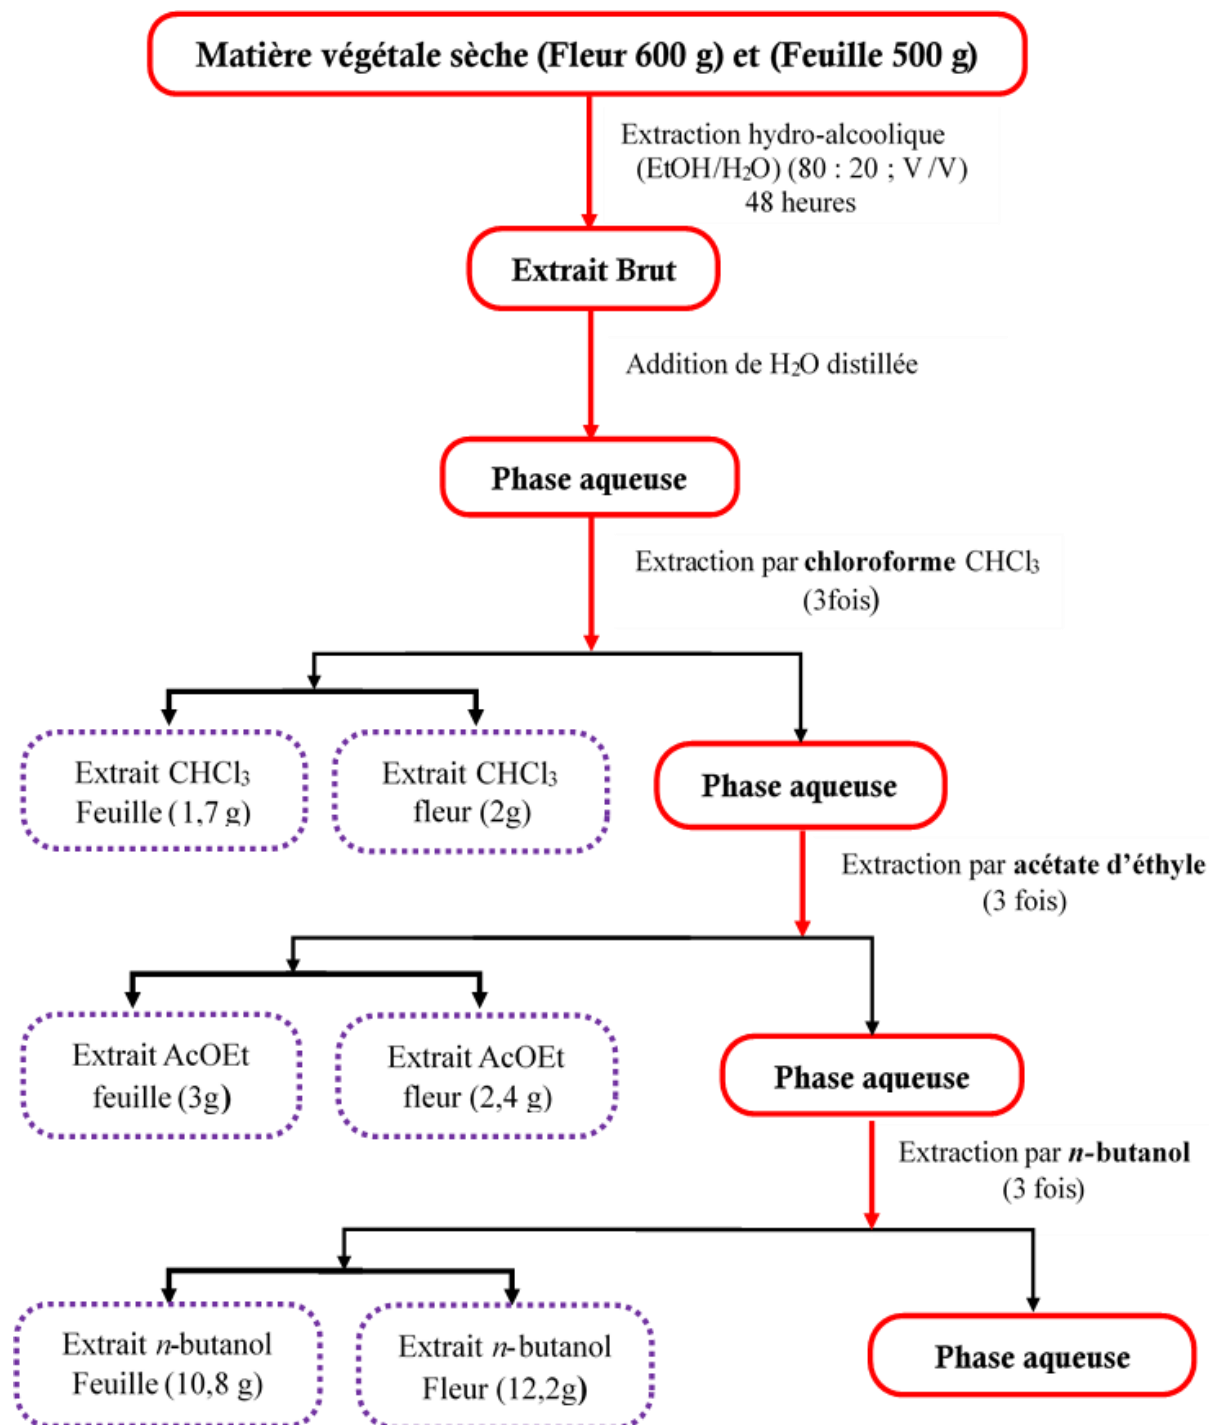 Matière végétale sèche (Fleur 600 g) et (Feuille 500 g)
Extraction hydro-alcoolique
(EtOH/H₂O) (80 : 20 ; V /V)
48 heures
Extrait Brut
Addition de H₂O distillée
Phase aqueuse
Extraction par chloroforme CHCl₃
(3fois)
Extrait CHCl₃
Feuille (1,7 g)
Extrait CHCl₃
fleur (2g)
Phase aqueuse
Extraction par acétate d’éthyle
(3 fois)
Extrait AcOEt
feuille (3g)
Extrait AcOEt
fleur (2,4 g)
Phase aqueuse
Extraction par n-butanol
(3 fois)
Extrait n-butanol
Feuille (10,8 g)
Extrait n-butanol
Fleur (12,2g)
Phase aqueuse